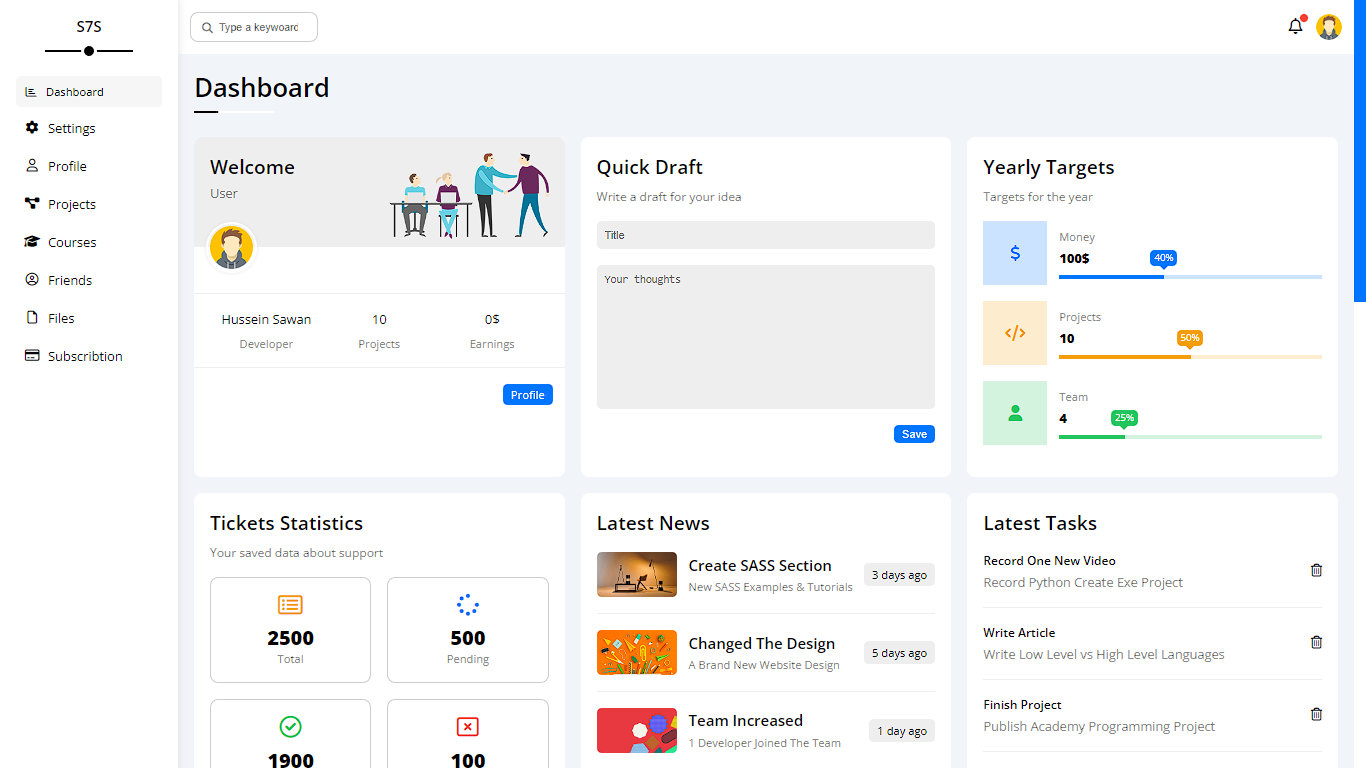 S7S
Dashboard
Settings
Profile
Projects
Courses
Friends
Files
Subscribtion
Type a keyword
Dashboard
Welcome
User
Hussein Sawan
Developer
10
Projects
0$
Earnings
Profile
Quick Draft
Write a draft for your idea
Title
Your thoughts
Save
Yearly Targets
Targets for the year
$
Money
100$
40%
</>
Projects
10
50%
Team
4
25%
Tickets Statistics
Your saved data about support
2500
Total
500
Pending
1900
100
Latest News
Create SASS Section
New SASS Examples & Tutorials
3 days ago
Changed The Design
A Brand New Website Design
5 days ago
Team Increased
1 Developer Joined The Team
1 day ago
Latest Tasks
Record One New Video
Record Python Create Exe Project
Write Article
Write Low Level vs High Level Languages
Finish Project
Publish Academy Programming Project